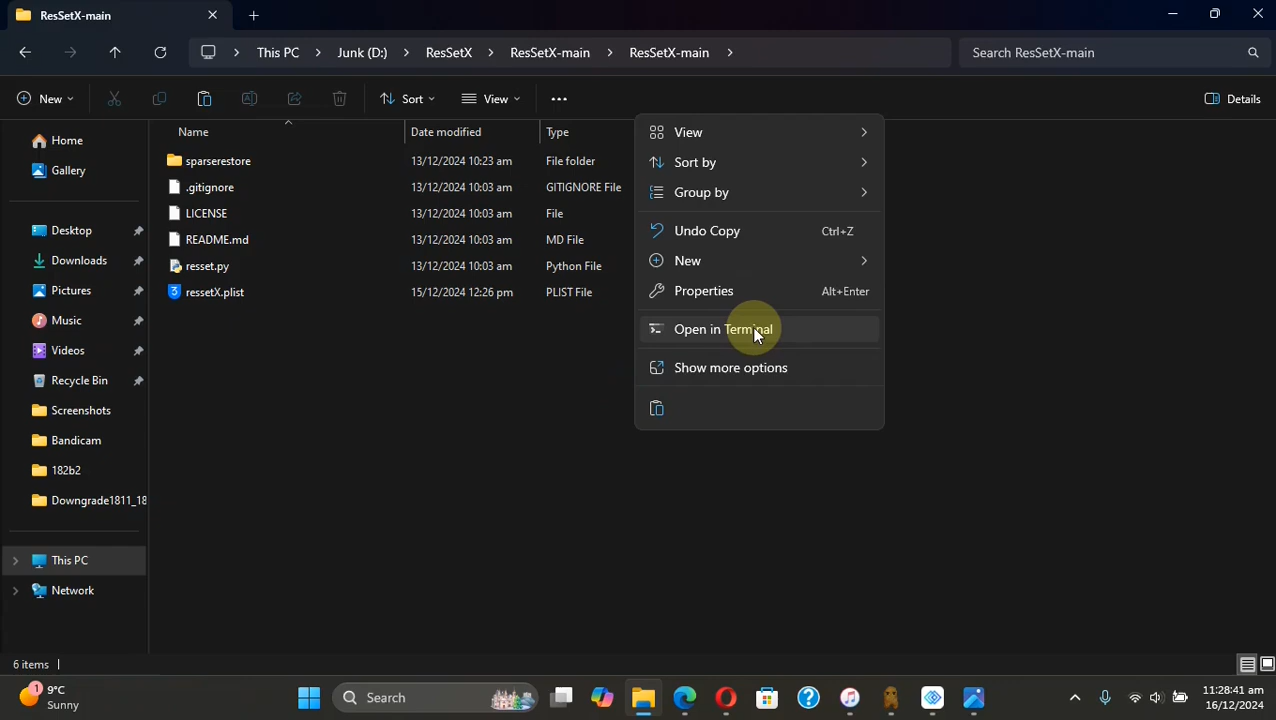 ResSetX-main
This PC > Junk (D:) > ResSetX > ResSetX-main > ResSetX-main >
Search ResSetX-main
New
Sort
View
Details
Name
Date modified
Type
sparserestore 13/12/2024 10:23 am File folder
.gitignore 13/12/2024 10:03 am GITIGNORE File
LICENSE 13/12/2024 10:03 am File
README.md 13/12/2024 10:03 am MD File
resset.py 13/12/2024 10:03 am Python File
ressetX.plist 15/12/2024 12:26 pm PLIST File
Home
Gallery
Desktop
Downloads
Pictures
Music
Videos
Recycle Bin
Screenshots
Bandicam
182b2
Downgrade1811_18
This PC
Network
View
Sort by
Group by
Undo Copy Ctrl+Z
New
Properties Alt+Enter
Open in Terminal
Show more options
6 items
1
9°C
Sunny
Search
11:28:41 am
16/12/2024